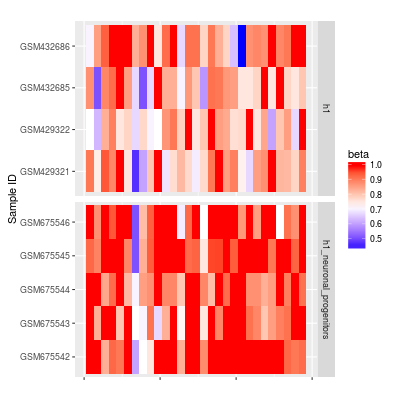 Sample ID
GSM432686
GSM432685
GSM429322
GSM429321
h1
GSM675546
GSM675545
GSM675544
GSM675543
GSM675542
h1_neuronal_progenitors
beta
1.0
0.9
0.8
0.7
0.6
0.5